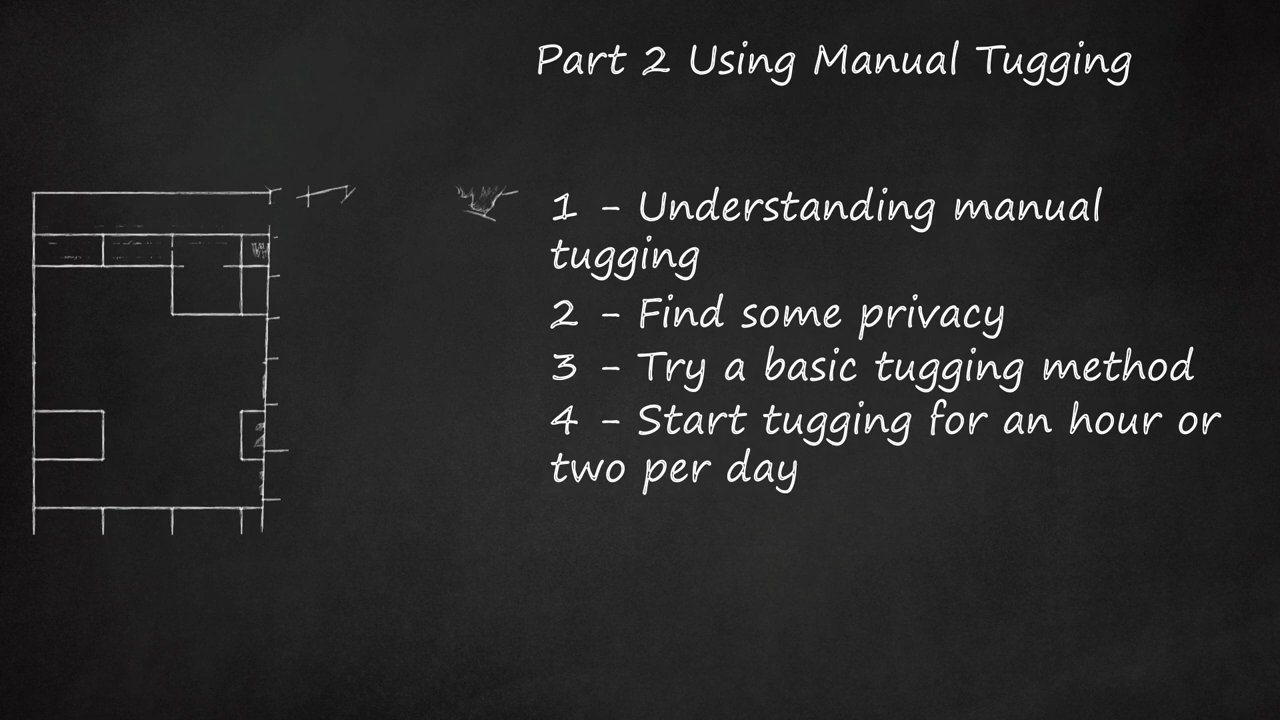 Part 2 Using Manual Tugging
1 - Understanding manual
tugging
2 - Find some privacy
3 - Try a basic tugging method
4 - Start tugging for an hour or
two per day